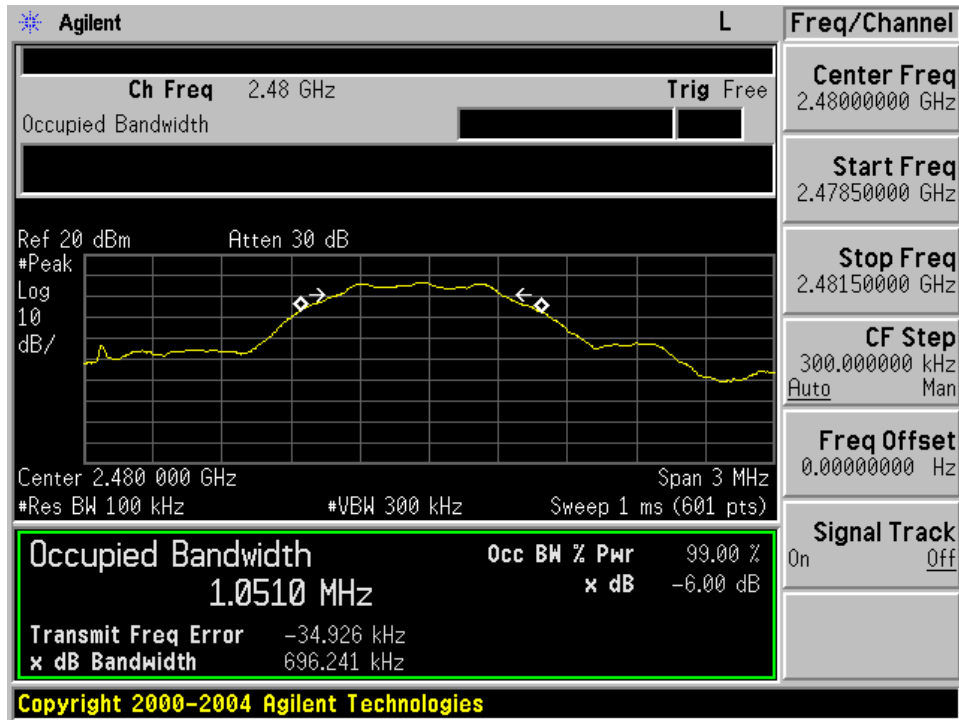 Agilent L Freq/Channel
Ch Freq 2.48 GHz Trig Free
Occupied Bandwidth
Center Freq
2.48000000 GHz
Start Freq
2.47850000 GHz
Stop Freq
2.48150000 GHz
CF Step
300.000000 kHz
Auto Man
Freq Offset
0.00000000 Hz
Signal Track
On Off
Ref 20 dBm Atten 30 dB
#Peak
Log
10
dB/
Center 2.480 000 GHz Span 3 MHz
#Res BW 100 kHz #VBW 300 kHz Sweep 1 ms (601 pts)
Occupied Bandwidth Occ BW % Pwr 99.00 %
1.0510 MHz x dB -6.00 dB
Transmit Freq Error -34.926 kHz
x dB Bandwidth 696.241 kHz
Copyright 2000-2004 Agilent Technologies